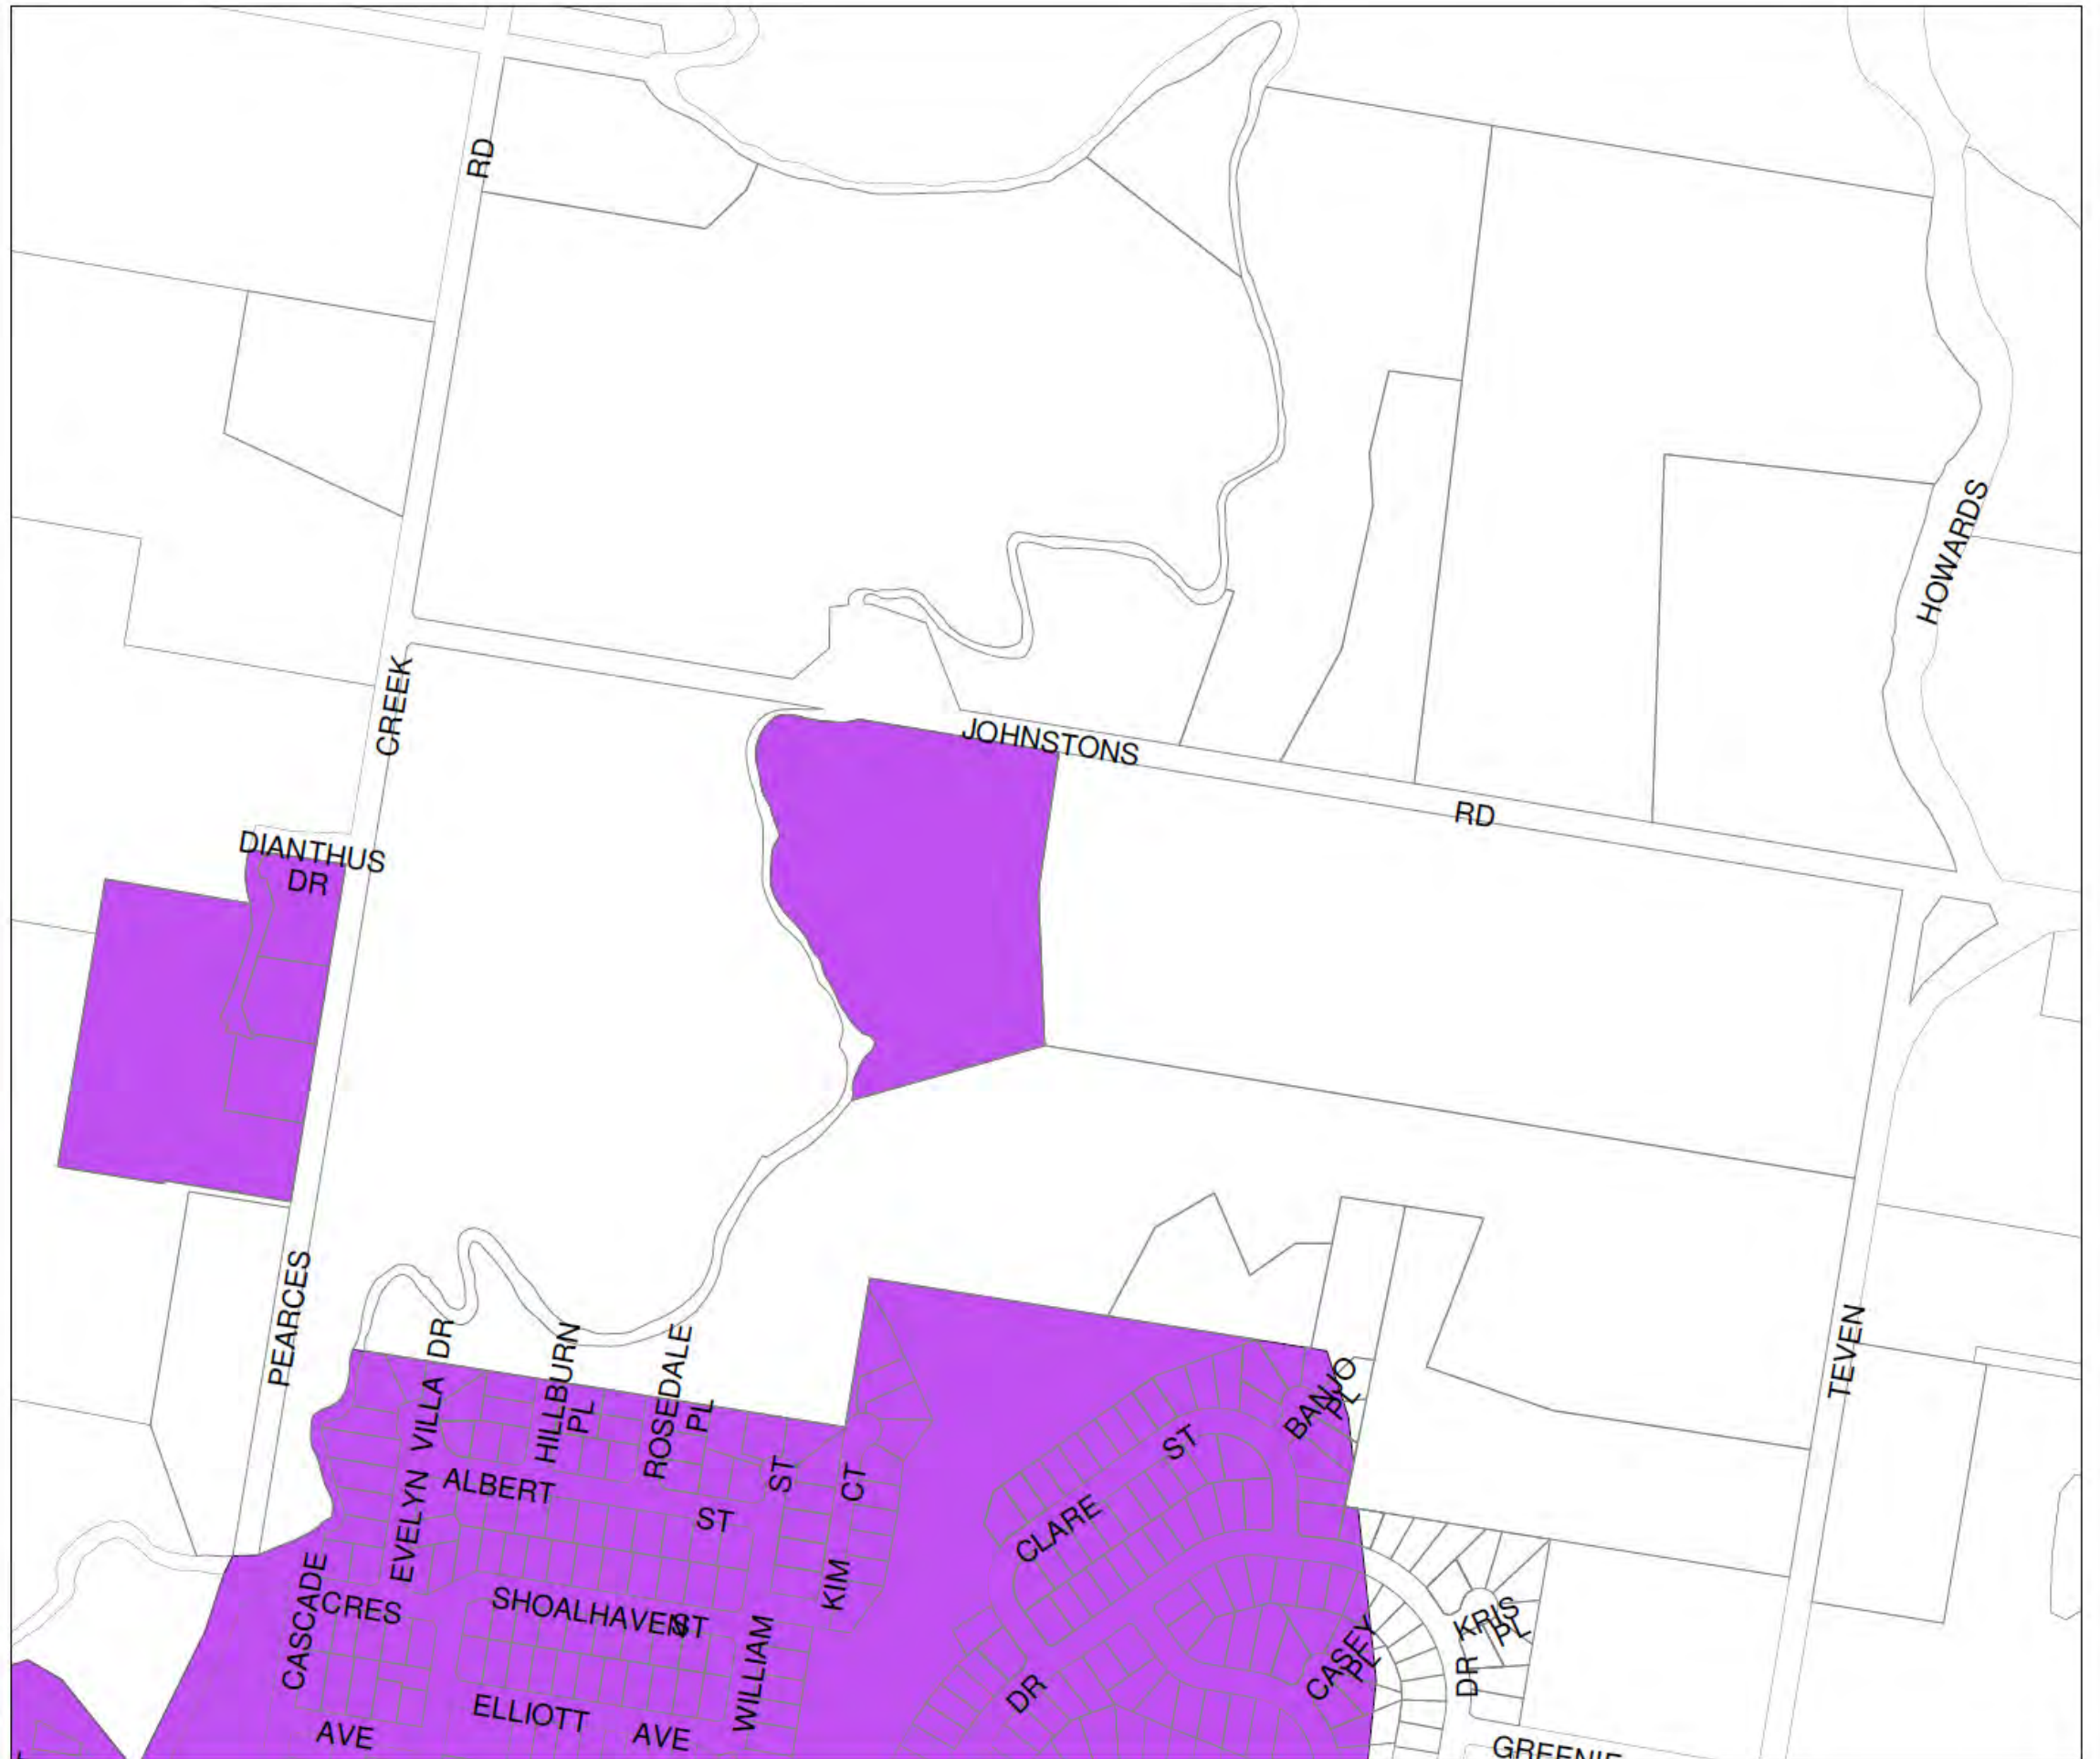 RD
HOWARDS
CREEK
JOHNSTONS
RD
DIANTHUS
DR
PEARCES
VILLA DR
HILLBURN
PL
ROSEDALE
PL
BANJO
PL
TEVEN
ST
ALBERT
ST
ST
CT
CLARE
EVELYN
CASCADE
CRES
SHOALHAVEN
ST
KIM
WILLIAM
KRIS
PL
CASEY
PL
DR
DR
ELLIOTT
AVE
AVE